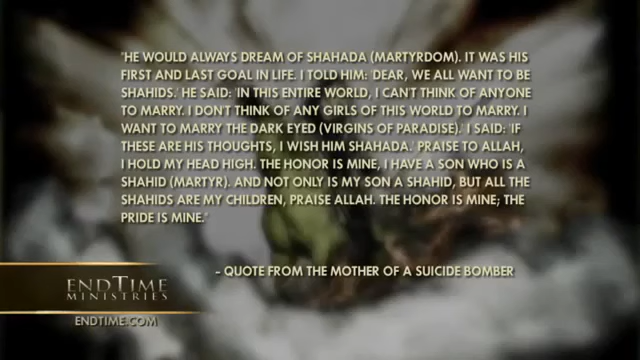 "HE WOULD ALWAYS DREAM OF SHAHADA (MARTYRDOM). IT WAS HIS
FIRST AND LAST GOAL IN LIFE. I TOLD HIM: 'DEAR, WE ALL WANT TO BE
SHAHIDS.' HE SAID: 'IN THIS ENTIRE WORLD, I CAN'T THINK OF ANYONE
TO MARRY. I DON'T THINK OF ANY GIRLS OF THIS WORLD TO MARRY. I
WANT TO MARRY THE DARK EYED (VIRGINS OF PARADISE).' I SAID: 'IF
THESE ARE HIS THOUGHTS, I WISH HIM SHAHADA.' PRAISE TO ALLAH,
I HOLD MY HEAD HIGH. THE HONOR IS MINE, I HAVE A SON WHO IS A
SHAHID (MARTYR). AND NOT ONLY IS MY SON A SHAHID, BUT ALL THE
SHAHIDS ARE MY CHILDREN, PRAISE ALLAH. THE HONOR IS MINE; THE
PRIDE IS MINE."
~ QUOTE FROM THE MOTHER OF A SUICIDE BOMBER
ENDTIME
MINISTRIES
ENDTIME.COM